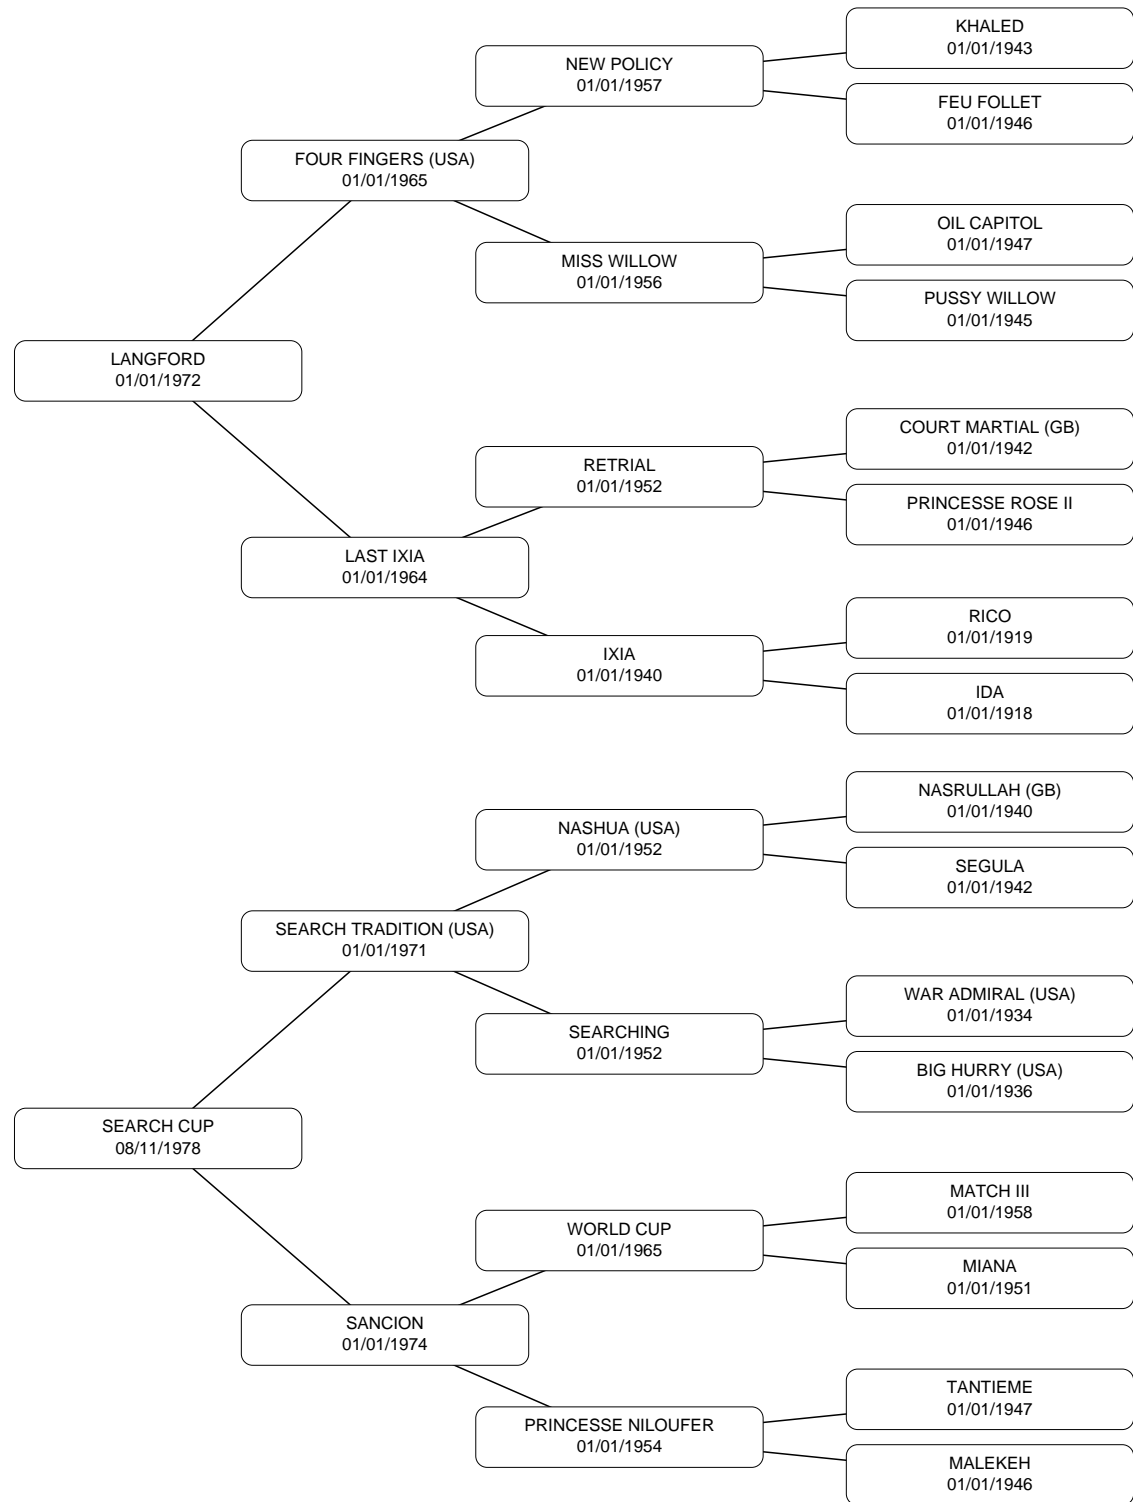 KHALED
01/01/1943
NEW POLICY
01/01/1957
FEU FOLLET
01/01/1946
FOUR FINGERS (USA)
01/01/1965
OIL CAPITOL
01/01/1947
MISS WILLOW
01/01/1956
PUSSY WILLOW
01/01/1945
LANGFORD
01/01/1972
COURT MARTIAL (GB)
01/01/1942
RETRIAL
01/01/1952
PRINCESSE ROSE II
01/01/1946
LAST IXIA
01/01/1964
RICO
01/01/1919
IXIA
01/01/1940
IDA
01/01/1918
NASRULLAH (GB)
01/01/1940
NASHUA (USA)
01/01/1952
SEGULA
01/01/1942
SEARCH TRADITION (USA)
01/01/1971
WAR ADMIRAL (USA)
01/01/1934
SEARCHING
01/01/1952
BIG HURRY (USA)
01/01/1936
SEARCH CUP
08/11/1978
MATCH III
01/01/1958
WORLD CUP
01/01/1965
MIANA
01/01/1951
SANCION
01/01/1974
TANTIEME
01/01/1947
PRINCESSE NILOUFER
01/01/1954
MALEKEH
01/01/1946